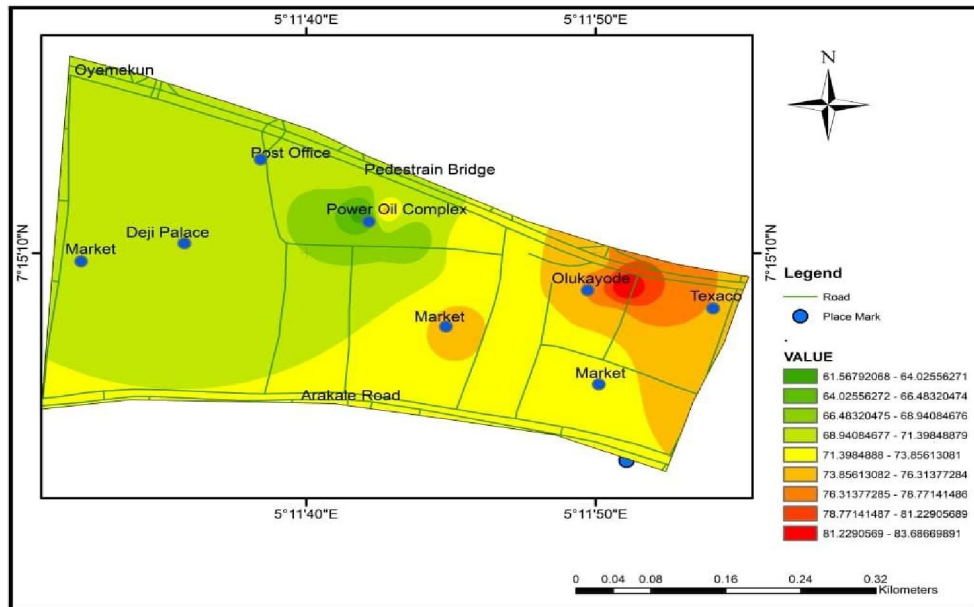 5°11'40"E
5°11'50"E
N
Oyemekun
Post Office
Pedestrain Bridge
Power Oil Complex
Deji Palace
Market
7°15'10"N
7°15'10"N
Olukayode
Texaco
Market
Market
Arakale Road
5°11'40"E
5°11'50"E
Legend
Road
Place Mark
.
VALUE
61.56792068 - 64.02556271
64.02556272 - 66.48320474
66.48320475 - 68.94084676
68.94084677 - 71.39848879
71.3984888 - 73.85613081
73.85613082 - 76.31377284
76.31377285 - 78.77141486
78.77141487 - 81.22905689
81.2290569 - 83.68669891
0 0.04 0.08 0.16 0.24 0.32
Kilometers